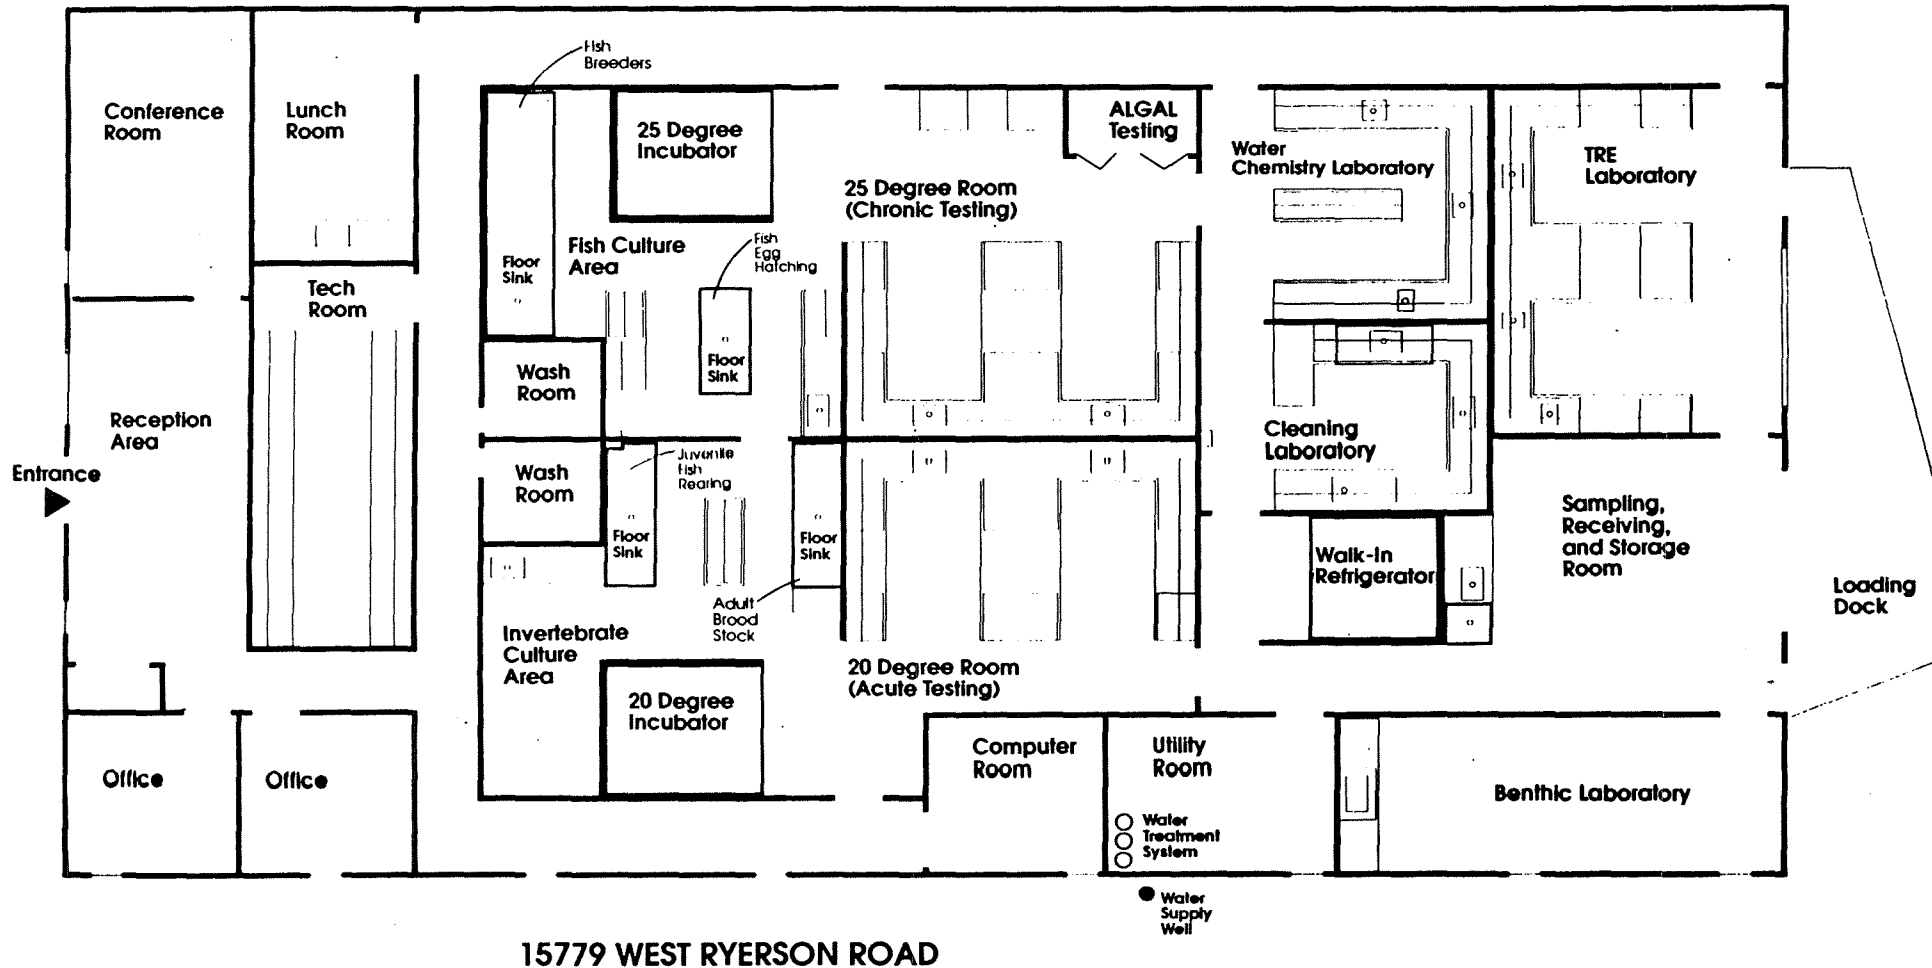 Fish
Breeders
Conference
Room
Lunch
Room
25 Degree
Incubator
ALGAL
Testing
Water
Chemistry Laboratory
TRE
Laboratory
25 Degree Room
(Chronic Testing)
Fish Culture
Area
Fish
Egg
Hatching
Floor
Sink
Tech
Room
Floor
Sink
Wash
Room
Reception
Area
Cleaning
Laboratory
Entrance
Wash
Room
Juvenile
Fish
Rearing
Floor
Sink
Floor
Sink
Sampling,
Receiving,
and Storage
Room
Walk-In
Refrigerator
Loading
Dock
Adult
Brood
Stock
Invertebrate
Culture
Area
20 Degree Room
(Acute Testing)
20 Degree
Incubator
Computer
Room
Utility
Room
Office
Office
Benthic Laboratory
Water
Treatment
System
Water
Supply
Well
15779 WEST RYERSON ROAD